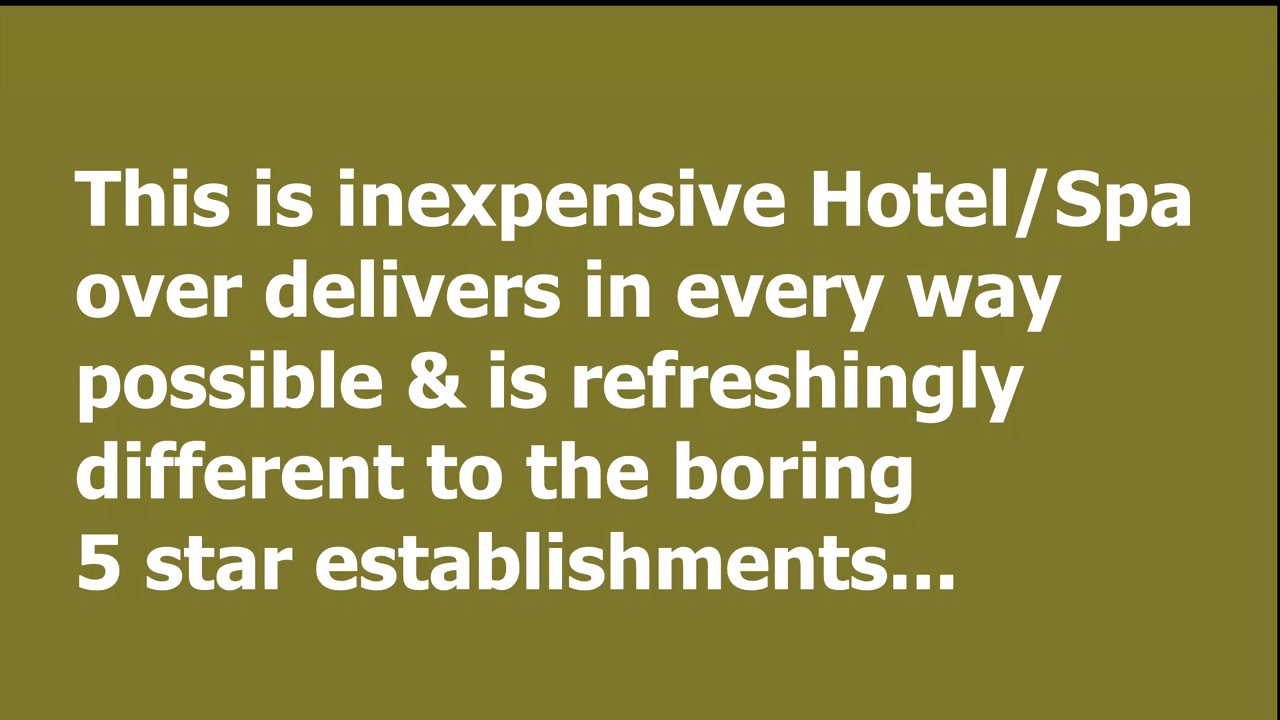 This is inexpensive Hotel/Spa
over delivers in every way
possible & is refreshingly
different to the boring
5 star establishments...